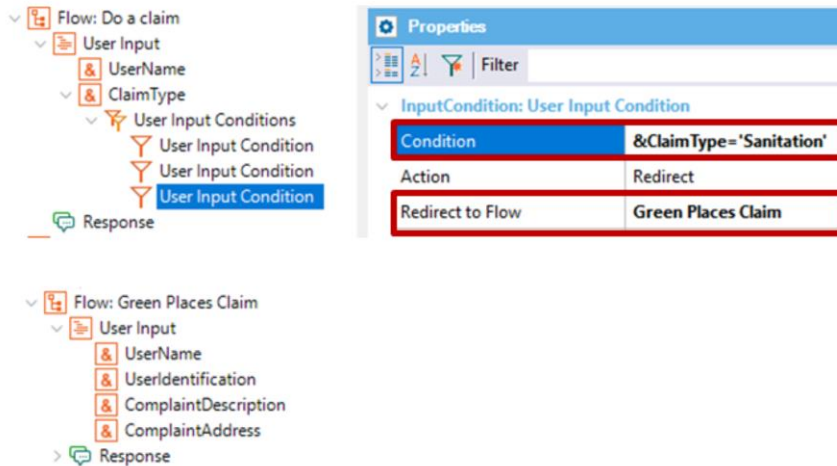 Flow: Do a claim
User Input
UserName
ClaimType
User Input Conditions
User Input Condition
User Input Condition
User Input Condition
Response
Properties
Filter
InputCondition: User Input Condition
Condition &ClaimType='Sanitation'
Action Redirect
Redirect to Flow Green Places Claim
Flow: Green Places Claim
User Input
UserName
UserIdentification
ComplaintDescription
ComplaintAddress
Response